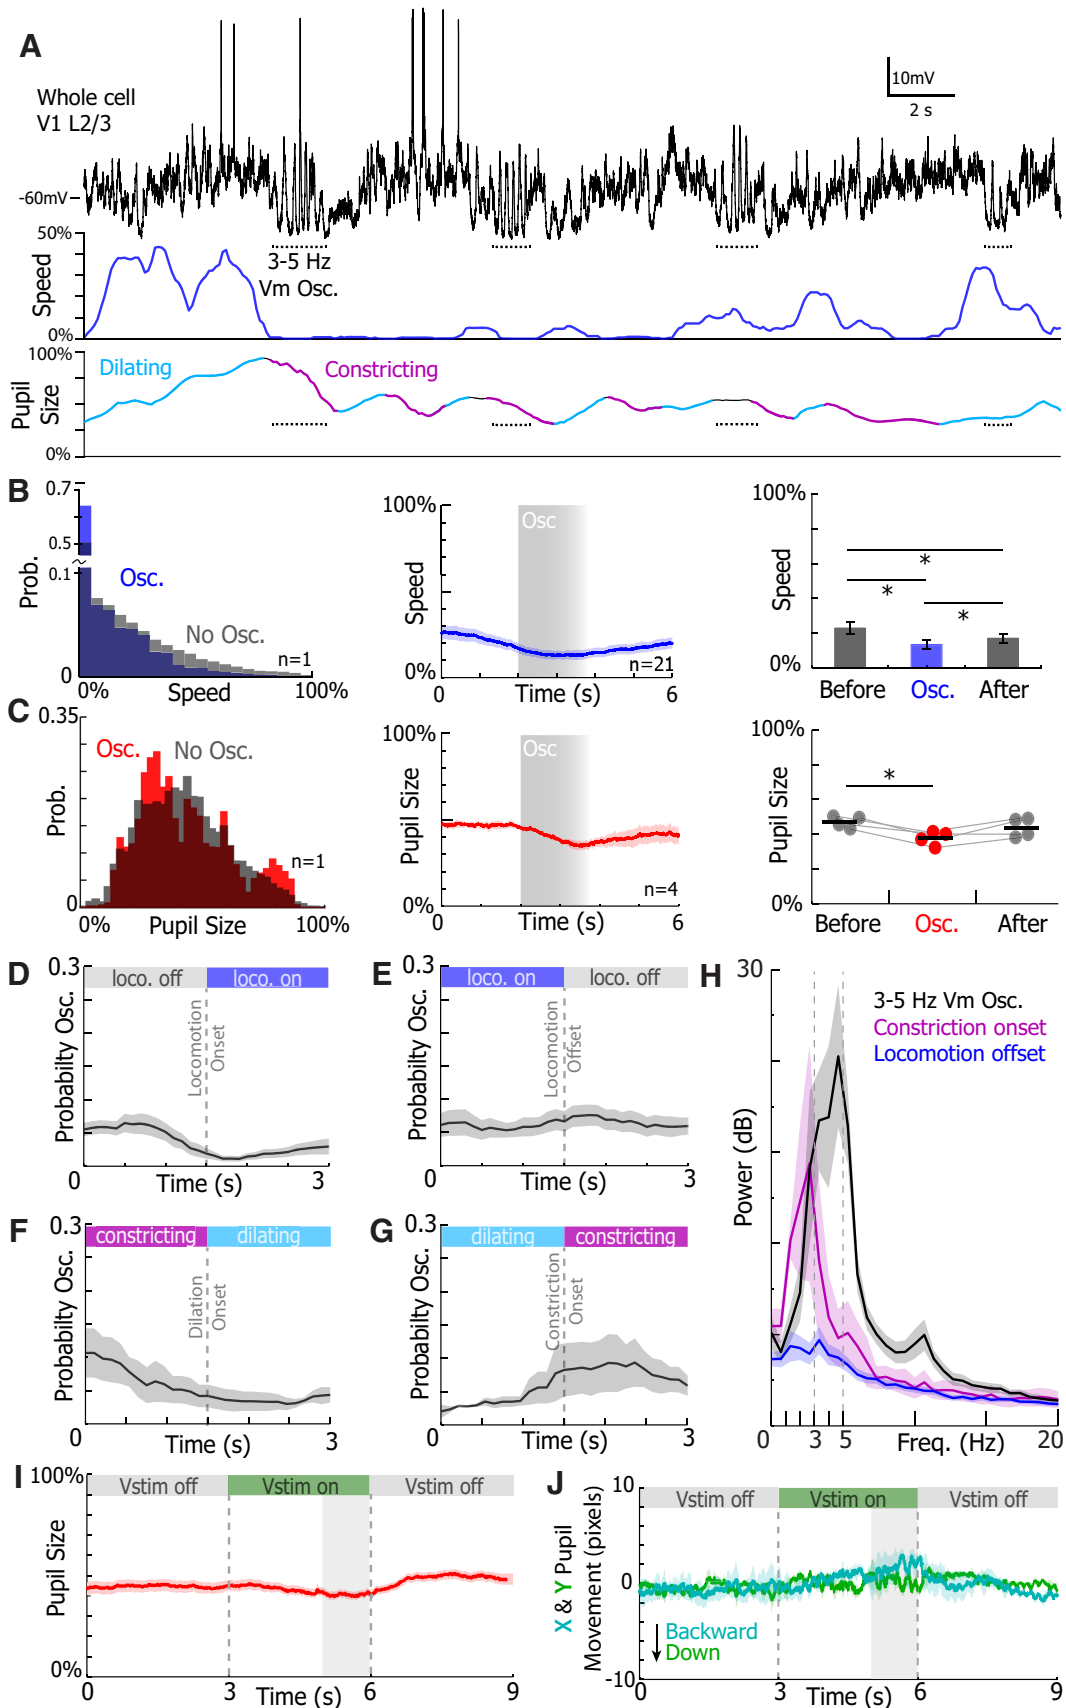 A
Whole cell
V1 L2/3
10mV
2 s
-60mV
50%
Speed
0%
3-5 Hz
Vm Osc.
100%
Pupil
Size
0%
Dilating
Constricting
B
0.7
0.5
0.1
0
Prob.
Osc.
No Osc.
n=1
0%
Speed
100%
100%
Speed
0%
Osc
n=21
0
Time (s)
6
100%
Speed
0%
*
*
*
Before
Osc.
After
C
0.35
Prob.
0
Osc.
No Osc.
n=1
0%
Pupil Size
100%
100%
Pupil Size
0%
Osc
n=4
0
Time (s)
6
100%
Pupil Size
0%
*
Before
Osc.
After
D
0.3
Probabilty Osc.
loco. off
loco. on
Locomotion
Onset
0
Time (s)
3
E
0.3
Probabilty Osc.
loco. on
loco. off
Locomotion
Offset
0
Time (s)
3
F
0.3
Probabilty Osc.
constricting
dilating
Dilation
Onset
0
Time (s)
3
G
0.3
Probabilty Osc.
dilating
constricting
Constriction
Onset
0
Time (s)
3
H
30
Power (dB)
3-5 Hz Vm Osc.
Constriction onset
Locomotion offset
0
3
5
Freq. (Hz)
20
I
100%
Pupil Size
0%
Vstim off
Vstim on
Vstim off
0
3
Time (s)
6
9
J
10
0
-10
X & Y Pupil
Movement (pixels)
Vstim off
Vstim on
Vstim off
Backward
Down
0
3
Time (s)
6
9